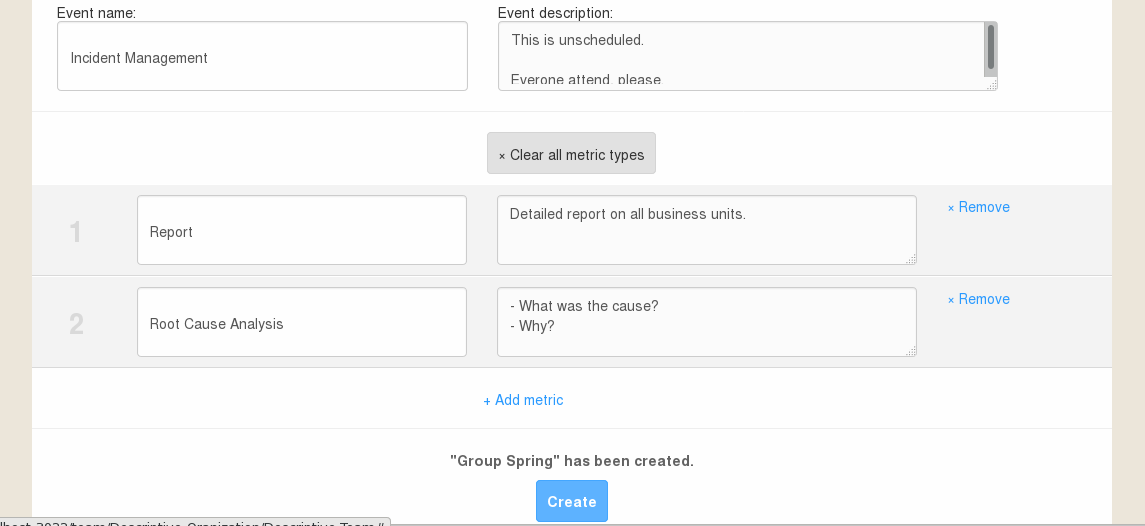 Event name:
Event description:
Incident Management
This is unscheduled.
Everone attend, please
× Clear all metric types
1
Report
Detailed report on all business units.
× Remove
2
Root Cause Analysis
- What was the cause?
- Why?
× Remove
+ Add metric
"Group Spring" has been created.
Create